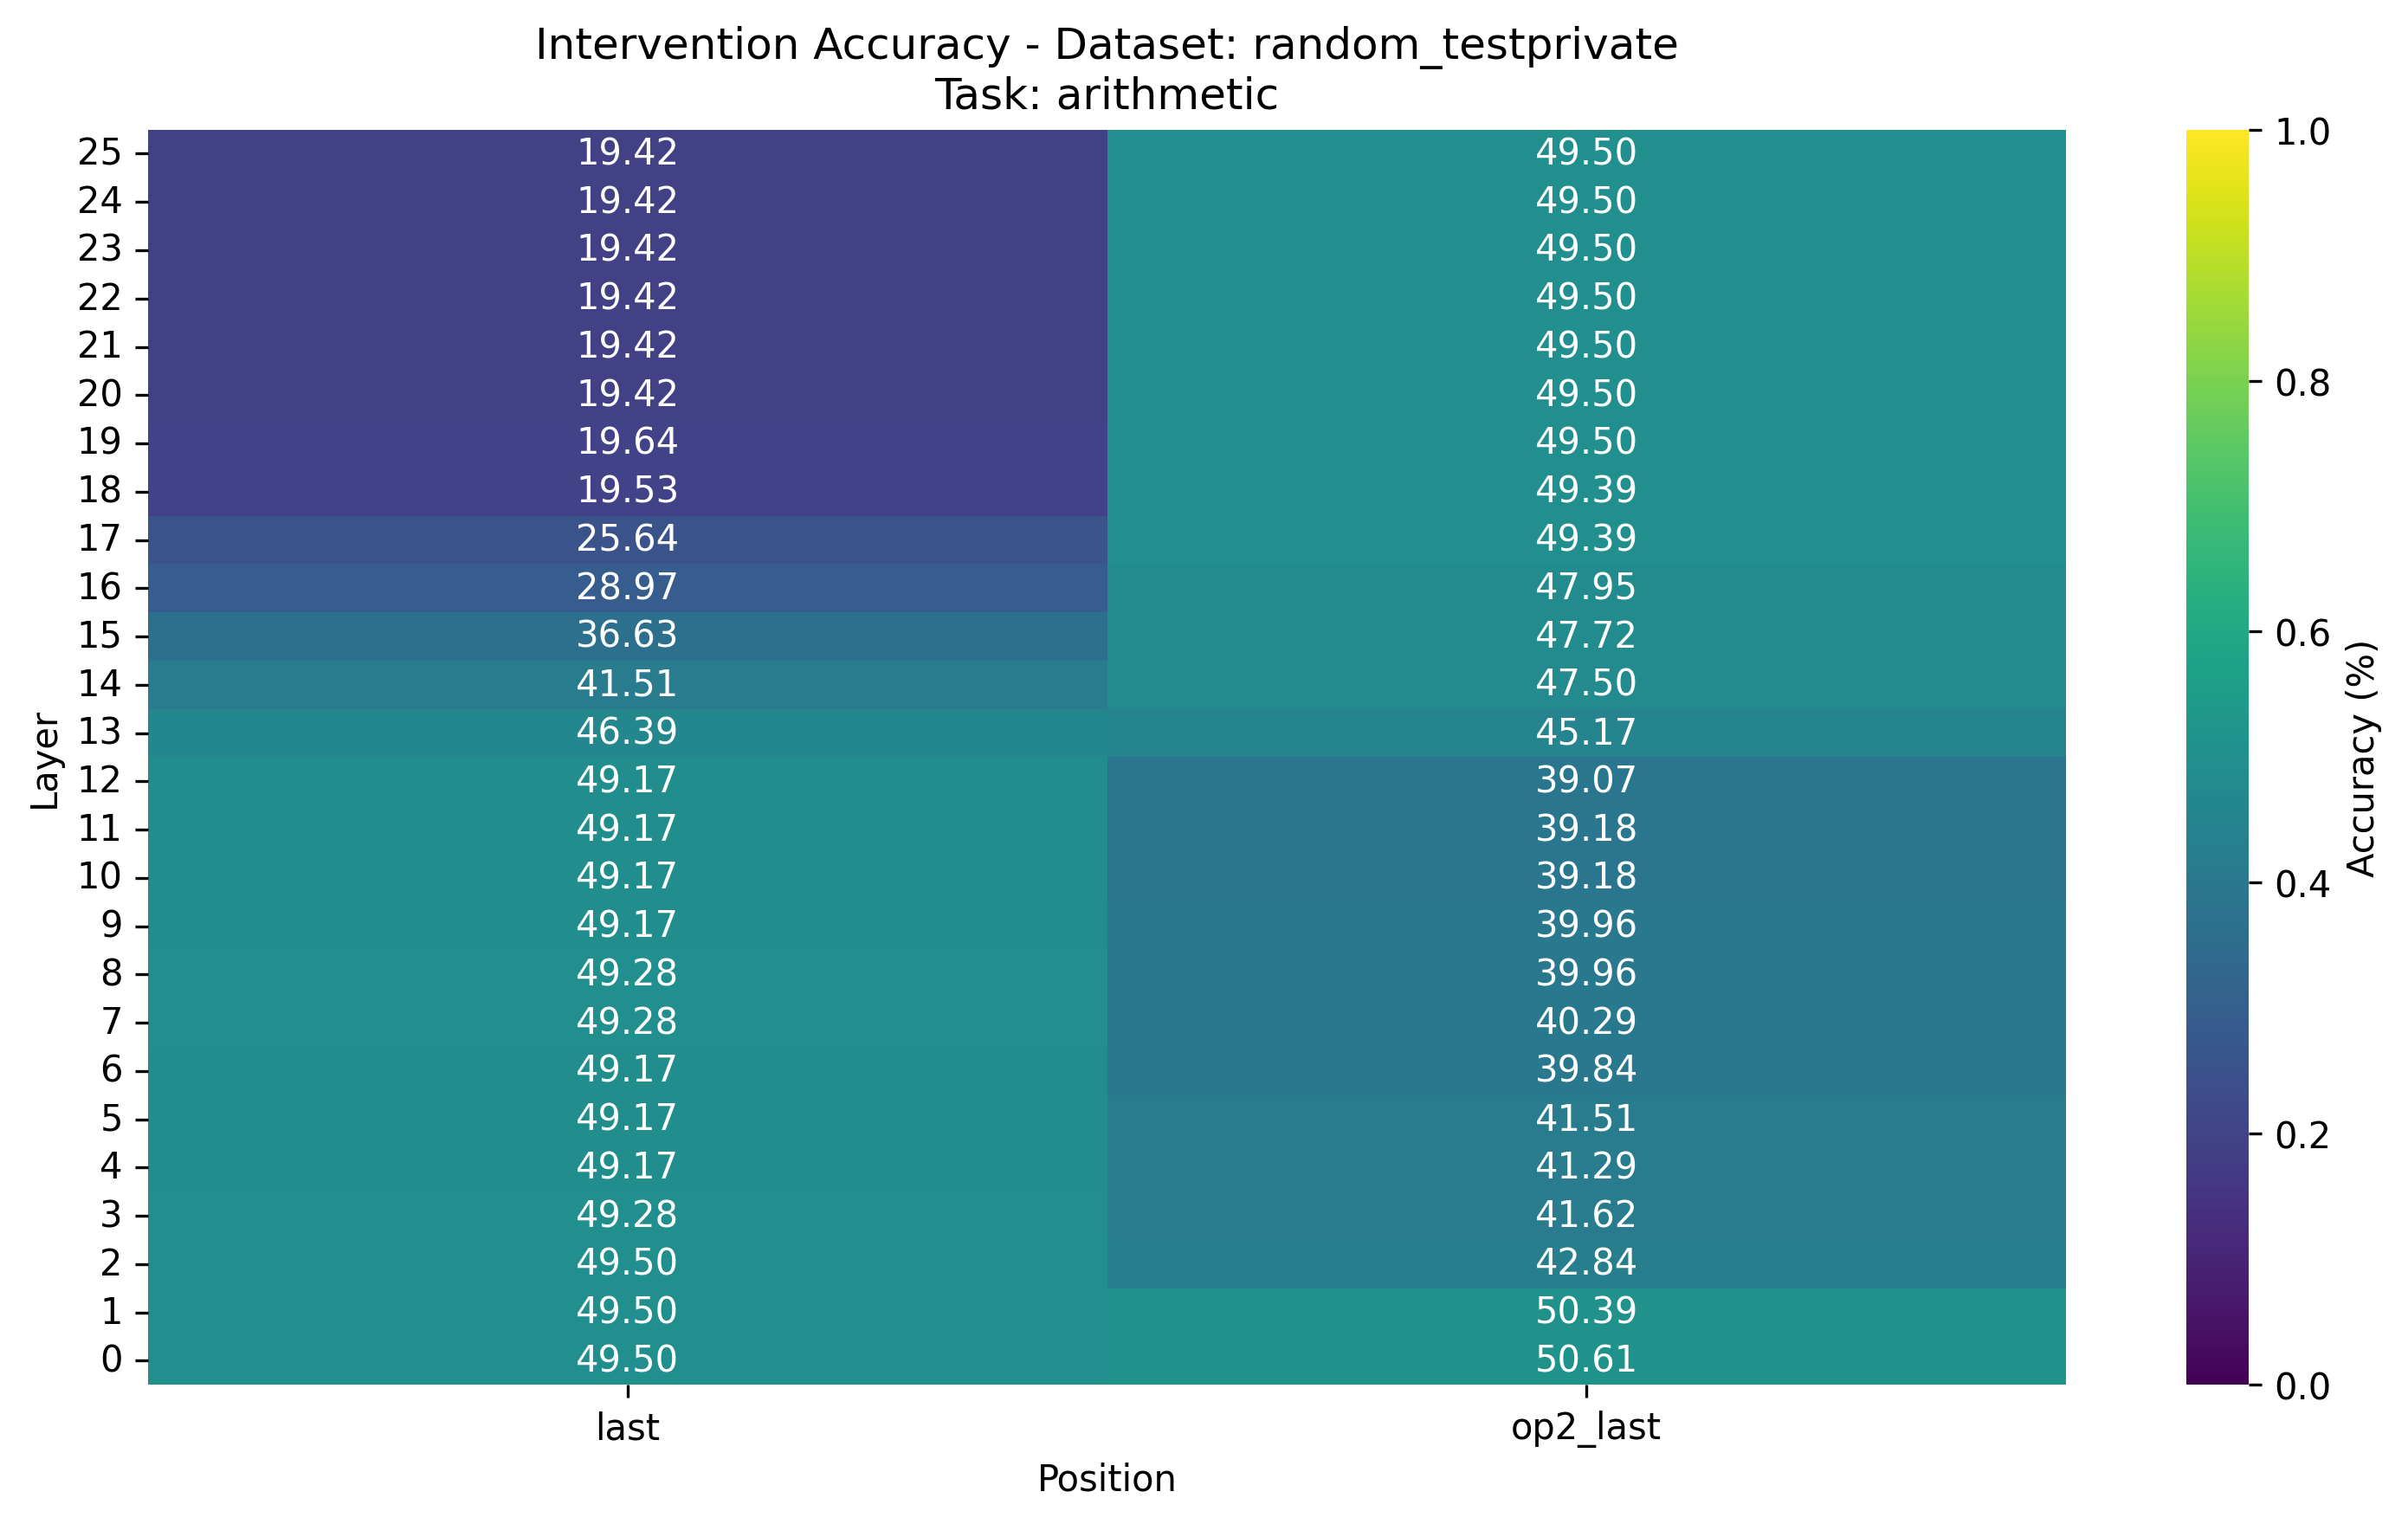 Intervention Accuracy - Dataset: random_testprivate
Task: arithmetic
25 19.42 49.50
24 19.42 49.50
23 19.42 49.50
22 19.42 49.50
21 19.42 49.50
20 19.42 49.50
19 19.64 49.50
18 19.53 49.39
17 25.64 49.39
16 28.97 47.95
15 36.63 47.72
14 41.51 47.50
13 46.39 45.17
12 49.17 39.07
11 49.17 39.18
10 49.17 39.18
9 49.17 39.96
8 49.28 39.96
7 49.28 40.29
6 49.17 39.84
5 49.17 41.51
4 49.17 41.29
3 49.28 41.62
2 49.50 42.84
1 49.50 50.39
0 49.50 50.61
last op2_last
Position
Layer
1.0
0.8
0.6
0.4
0.2
0.0
Accuracy (%)